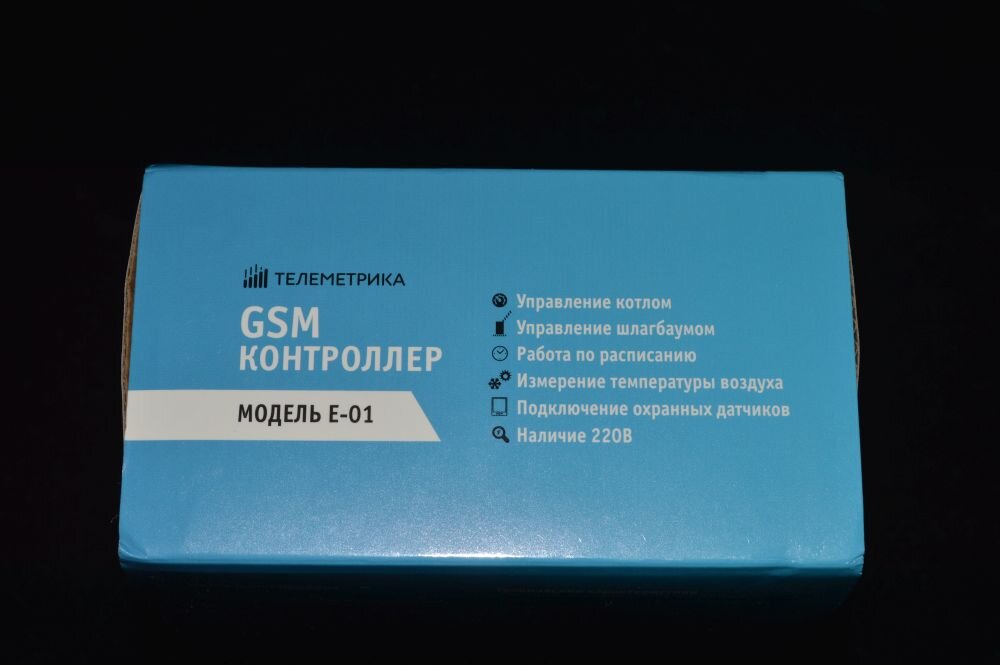 ТЕЛЕМЕТРИКА
GSM
КОНТРОЛЛЕР
МОДЕЛЬ E-01
Управление котлом
Управление шлагбаумом
Работа по расписанию
Измерение температуры воздуха
Подключение охранных датчиков
Наличие 220В